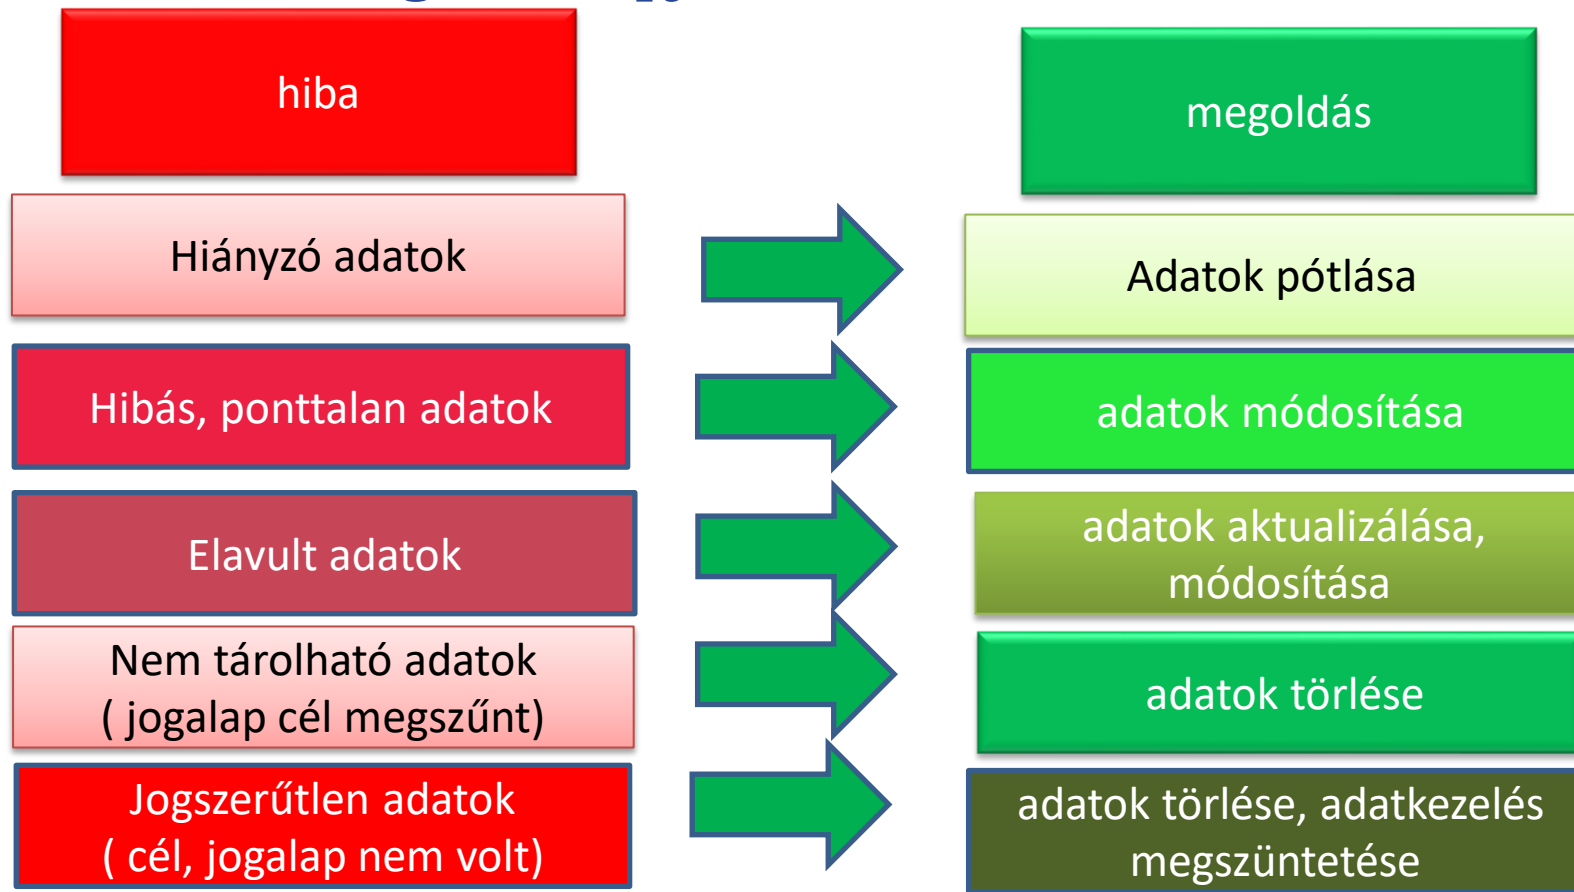 hiba
megoldás
Hiányzó adatok
Adatok pótlása
Hibás, ponttalan adatok
adatok módosítása
Elavult adatok
adatok aktualizálása,
módosítása
Nem tárolható adatok
( jogalap cél megszűnt)
adatok törlése
Jogszerűtlen adatok
( cél, jogalap nem volt)
adatok törlése, adatkezelés
megszüntetése